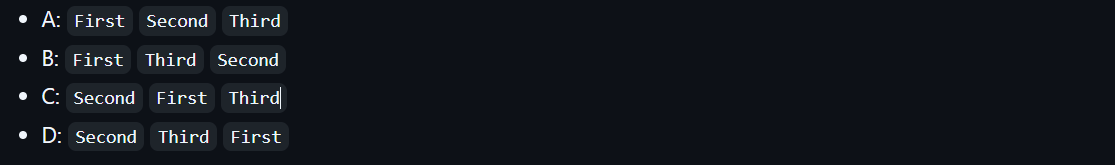 A: First Second Third
B: First Third Second
C: Second First Third
D: Second Third First